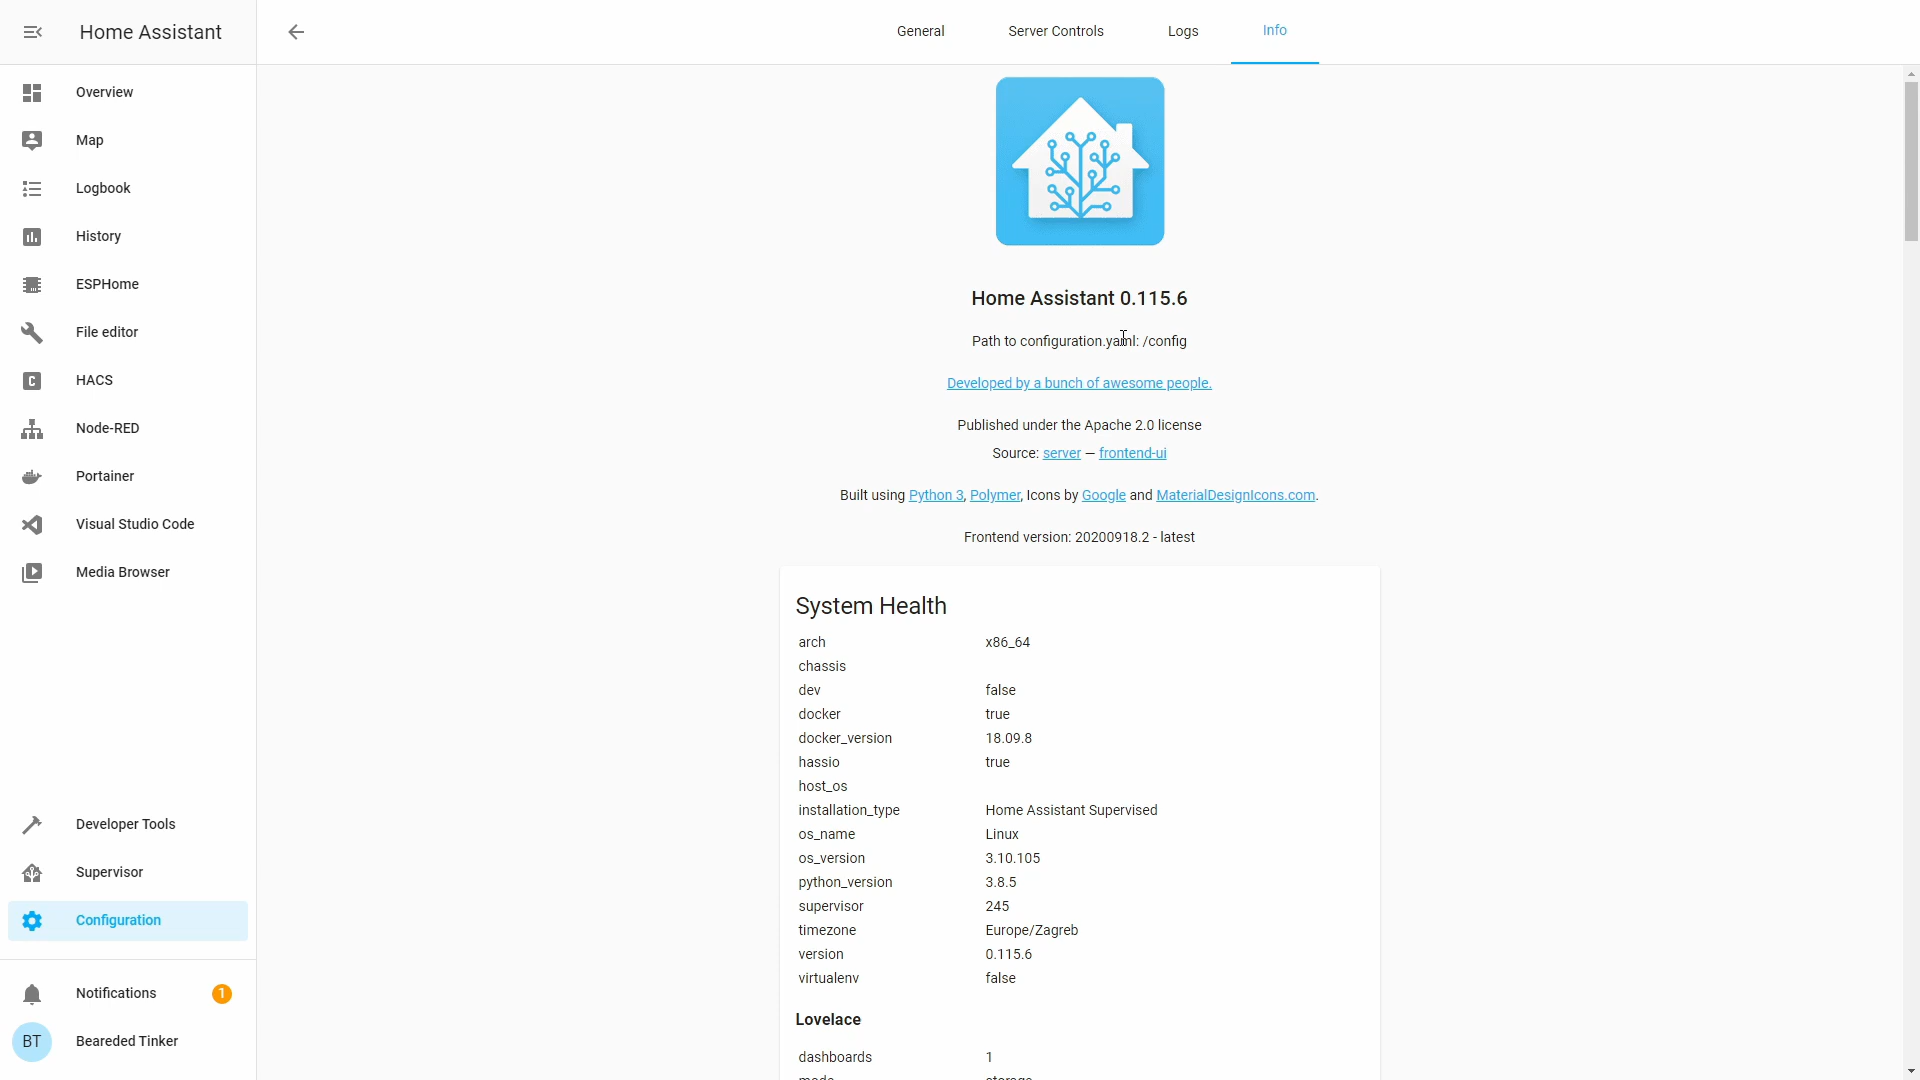 Home Assistant
General
Server Controls
Logs
Info
Overview
Map
Logbook
History
ESPHome
File editor
C
HACS
Node-RED
Portainer
Visual Studio Code
Media Browser
Developer Tools
Supervisor
Configuration
Notifications
1
BT
Bearded Tinker
Home Assistant 0.115.6
Path to configuration.yaml: /config
Developed by a bunch of awesome people.
Published under the Apache 2.0 license
Source: server — frontend-ui
Built using Python 3, Polymer, Icons by Google and MaterialDesignIcons.com.
Frontend version: 20200918.2 - latest
System Health
arch x86_64
chassis
dev false
docker true
docker_version 18.09.8
hassio true
host_os
installation_type Home Assistant Supervised
os_name Linux
os_version 3.10.105
python_version 3.8.5
supervisor 245
timezone Europe/Zagreb
version 0.115.6
virtualenv false
Lovelace
dashboards 1